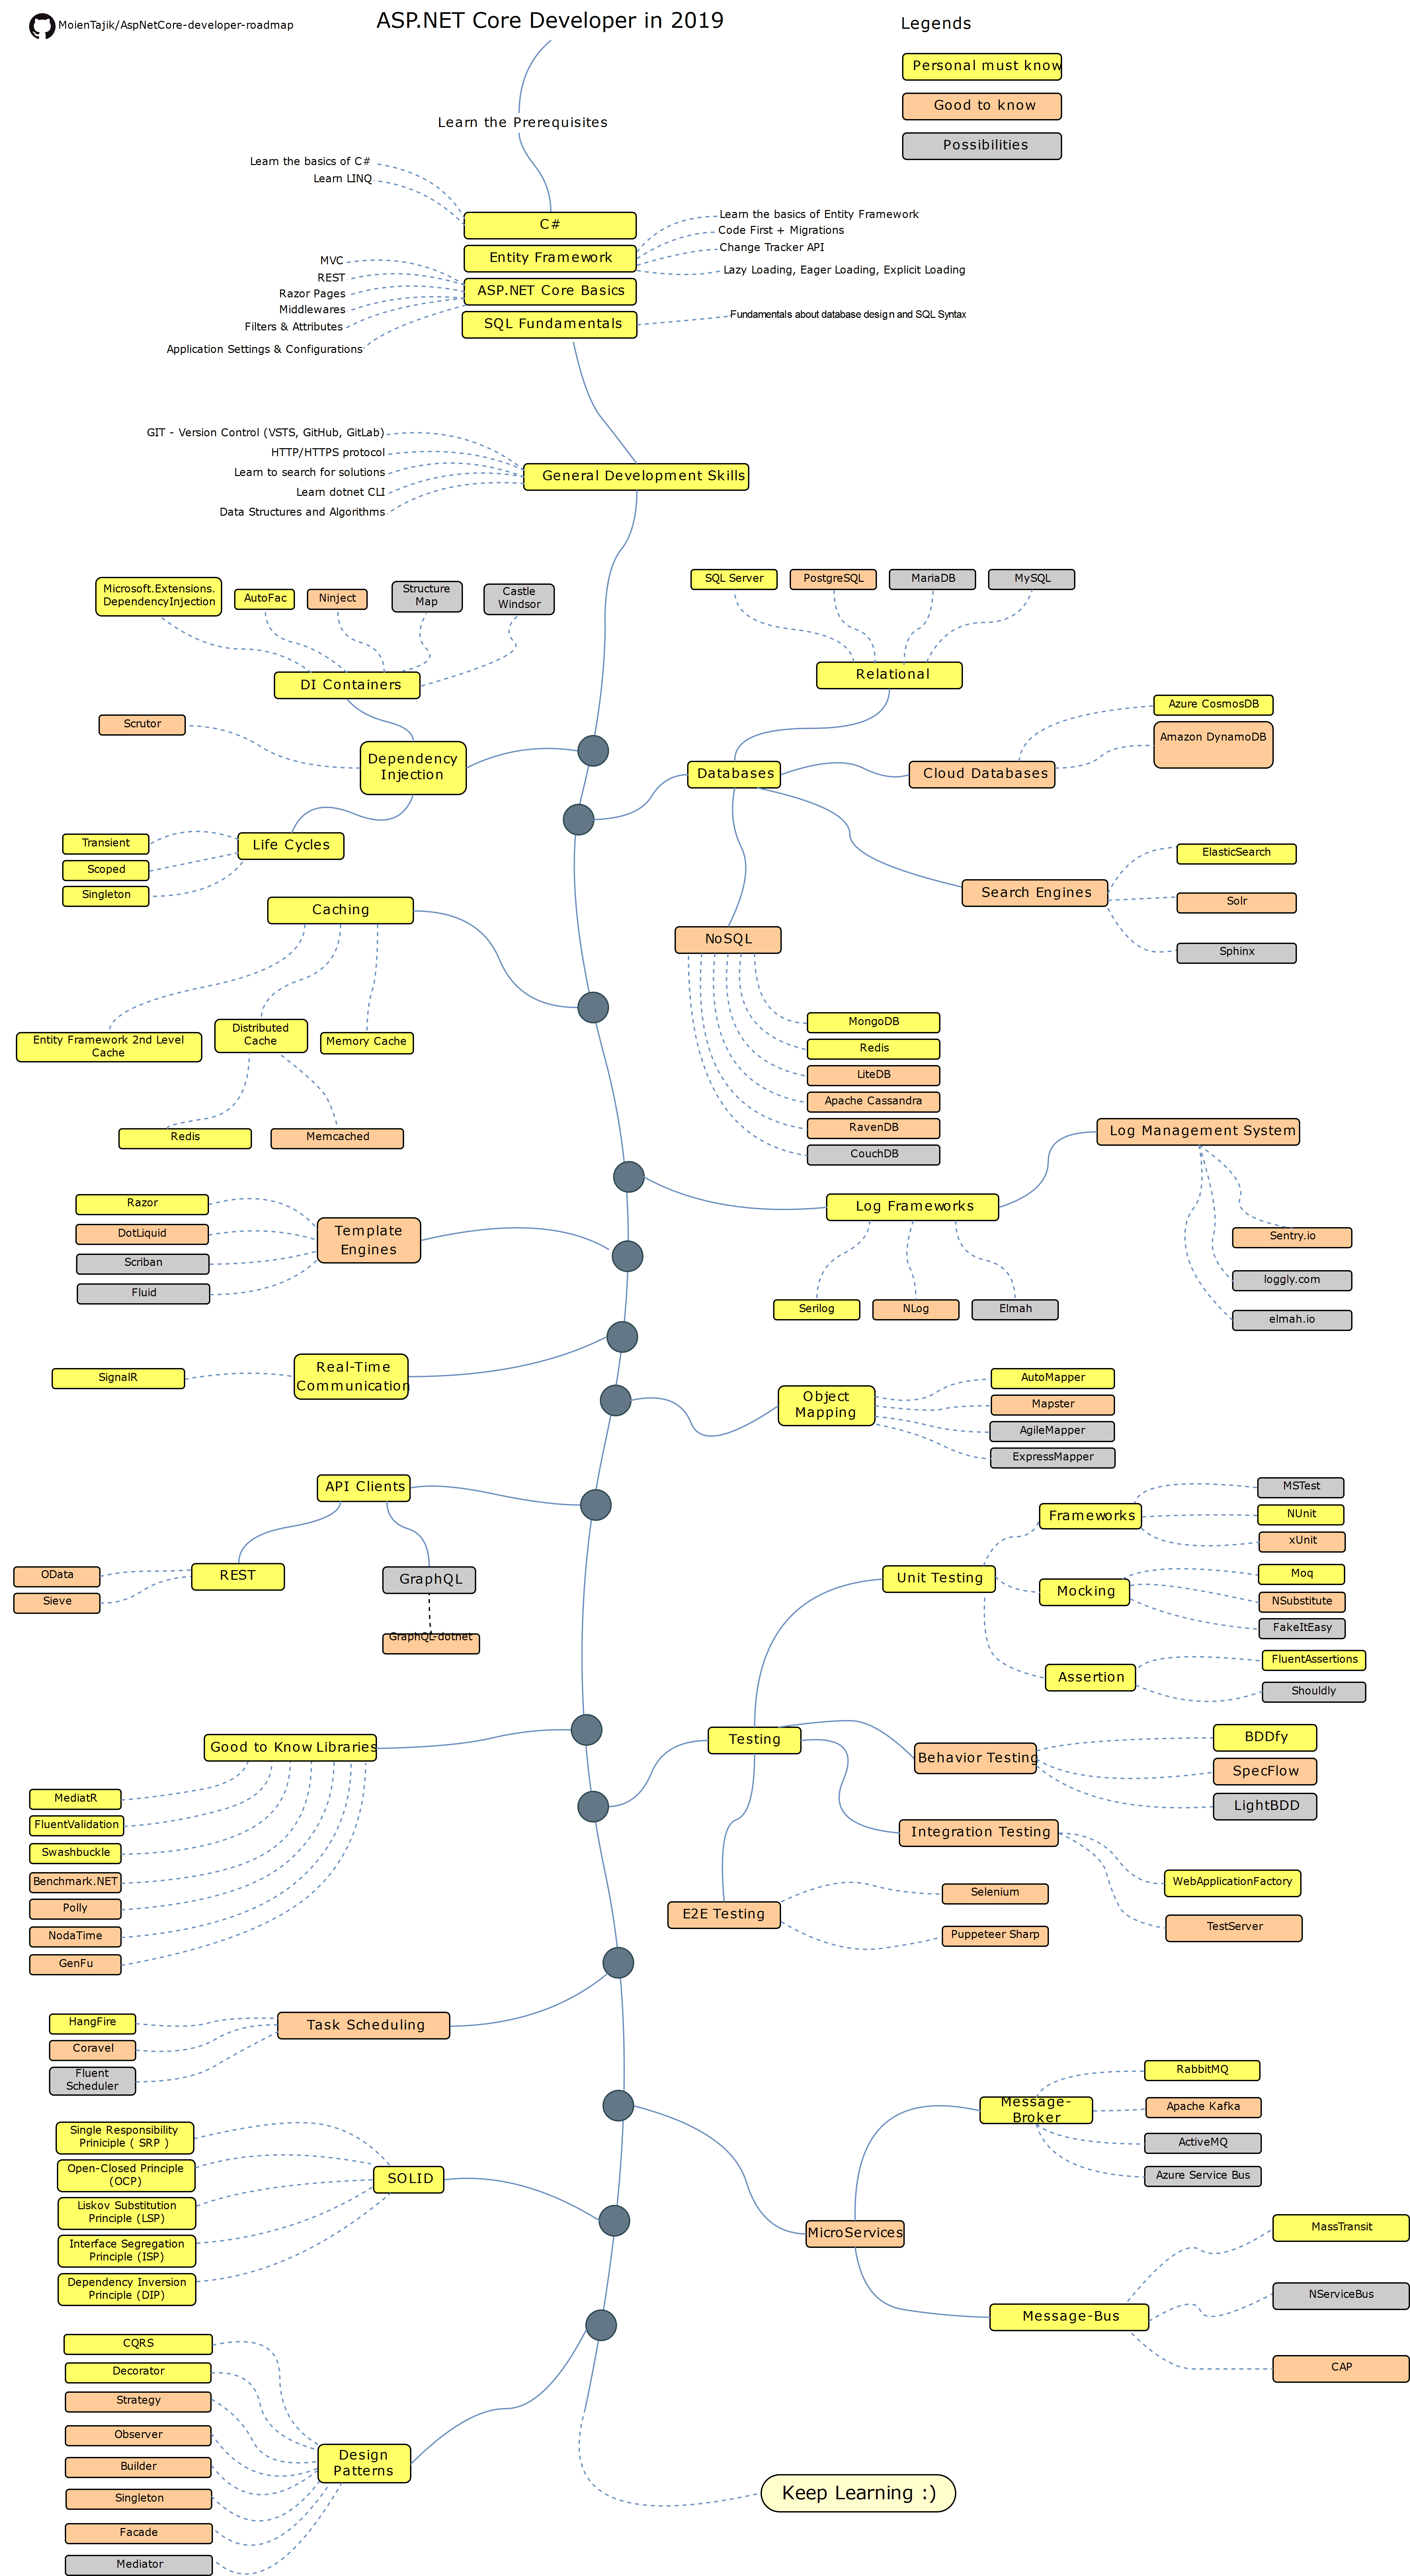 MoienTajik/AspNetCore-developer-roadmap
ASP.NET Core Developer in 2019
Legends
Personal must know
Good to know
Possibilities
Learn the Prerequisites
Learn the basics of C#
Learn LINQ
C#
Entity Framework
ASP.NET Core Basics
SQL Fundamentals
Learn the basics of Entity Framework
Code First + Migrations
Change Tracker API
Lazy Loading, Eager Loading, Explicit Loading
MVC
REST
Razor Pages
Middlewares
Filters & Attributes
Application Settings & Configurations
Fundamentals about database design and SQL Syntax
GIT - Version Control (VSTS, GitHub, GitLab)
HTTP/HTTPS protocol
Learn to search for solutions
Learn dotnet CLI
Data Structures and Algorithms
General Development Skills
Microsoft.Extensions.
DependencyInjection
AutoFac
Ninject
Structure
Map
Castle
Windsor
DI Containers
Scrutor
Dependency
Injection
Life Cycles
Transient
Scoped
Singleton
SQL Server
PostgreSQL
MariaDB
MySQL
Relational
Databases
Cloud Databases
Azure CosmosDB
Amazon DynamoDB
Search Engines
ElasticSearch
Solr
Sphinx
NoSQL
MongoDB
Redis
LiteDB
Apache Cassandra
RavenDB
CouchDB
Caching
Entity Framework 2nd Level
Cache
Distributed
Cache
Memory Cache
Redis
Memcached
Log Frameworks
Log Management System
Serilog
NLog
Elmah
Sentry.io
loggly.com
elmah.io
Template
Engines
Razor
DotLiquid
Scriban
Fluid
Real-Time
Communication
SignalR
Object
Mapping
AutoMapper
Mapster
AgileMapper
ExpressMapper
API Clients
REST
OData
Sieve
GraphQL
GraphQL-dotnet
Unit Testing
Frameworks
MSTest
NUnit
xUnit
Mocking
Moq
NSubstitute
FakeItEasy
Assertion
FluentAssertions
Shouldly
Testing
Behavior Testing
BDDfy
SpecFlow
LightBDD
Integration Testing
WebApplicationFactory
TestServer
E2E Testing
Selenium
Puppeteer Sharp
Good to Know Libraries
MediatR
FluentValidation
Swashbuckle
Benchmark.NET
Polly
NodaTime
GenFu
Task Scheduling
HangFire
Coravel
Fluent
Scheduler
MicroServices
Message-
Broker
RabbitMQ
Apache Kafka
ActiveMQ
Azure Service Bus
Message-Bus
MassTransit
NServiceBus
CAP
SOLID
Single Responsibility
Priniciple ( SRP )
Open-Closed Principle
(OCP)
Liskov Substitution
Principle (LSP)
Interface Segregation
Principle (ISP)
Dependency Inversion
Principle (DIP)
Design
Patterns
CQRS
Decorator
Strategy
Observer
Builder
Singleton
Facade
Mediator
Keep Learning :)